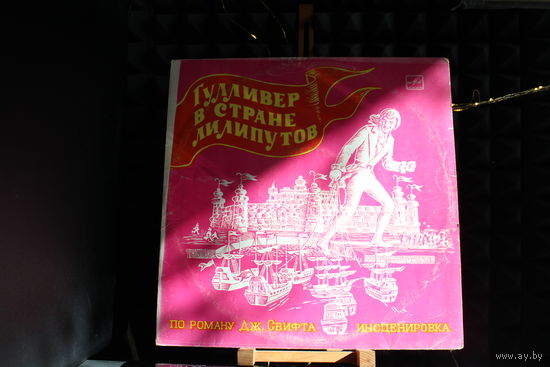 ГУЛЛИВЕР
В СТРАНЕ
ЛИЛИПУТОВ
ПО РОМАНУ ДЖ. СВИФТА ИНСЦЕНИРОВКА
www.ay.by